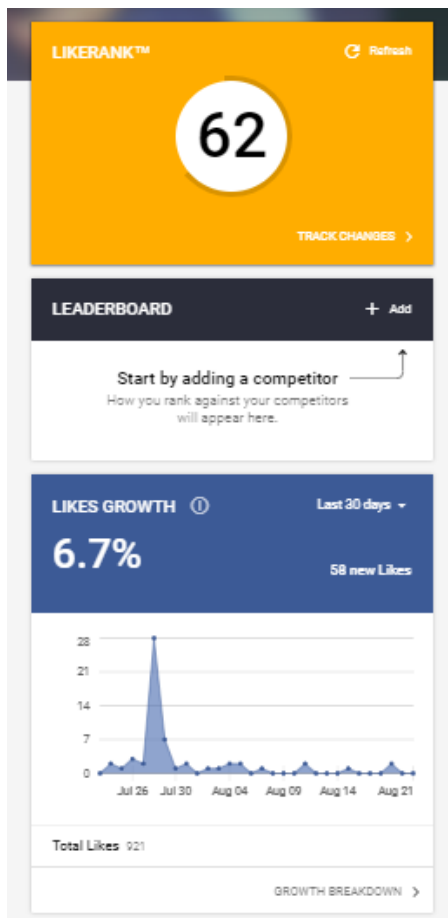 LIKERANK™
Refresh
62
TRACK CHANGES
LEADERBOARD
+ Add
Start by adding a competitor
How you rank against your competitors
will appear here.
LIKES GROWTH
Last 30 days
6.7%
58 new Likes
28
21
14
7
0
Jul 26 Jul 30 Aug 04 Aug 09 Aug 14 Aug 21
Total Likes 921
GROWTH BREAKDOWN